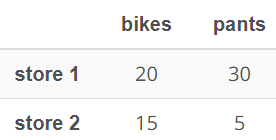 bikes pants
store 1 20 30
store 2 15 5